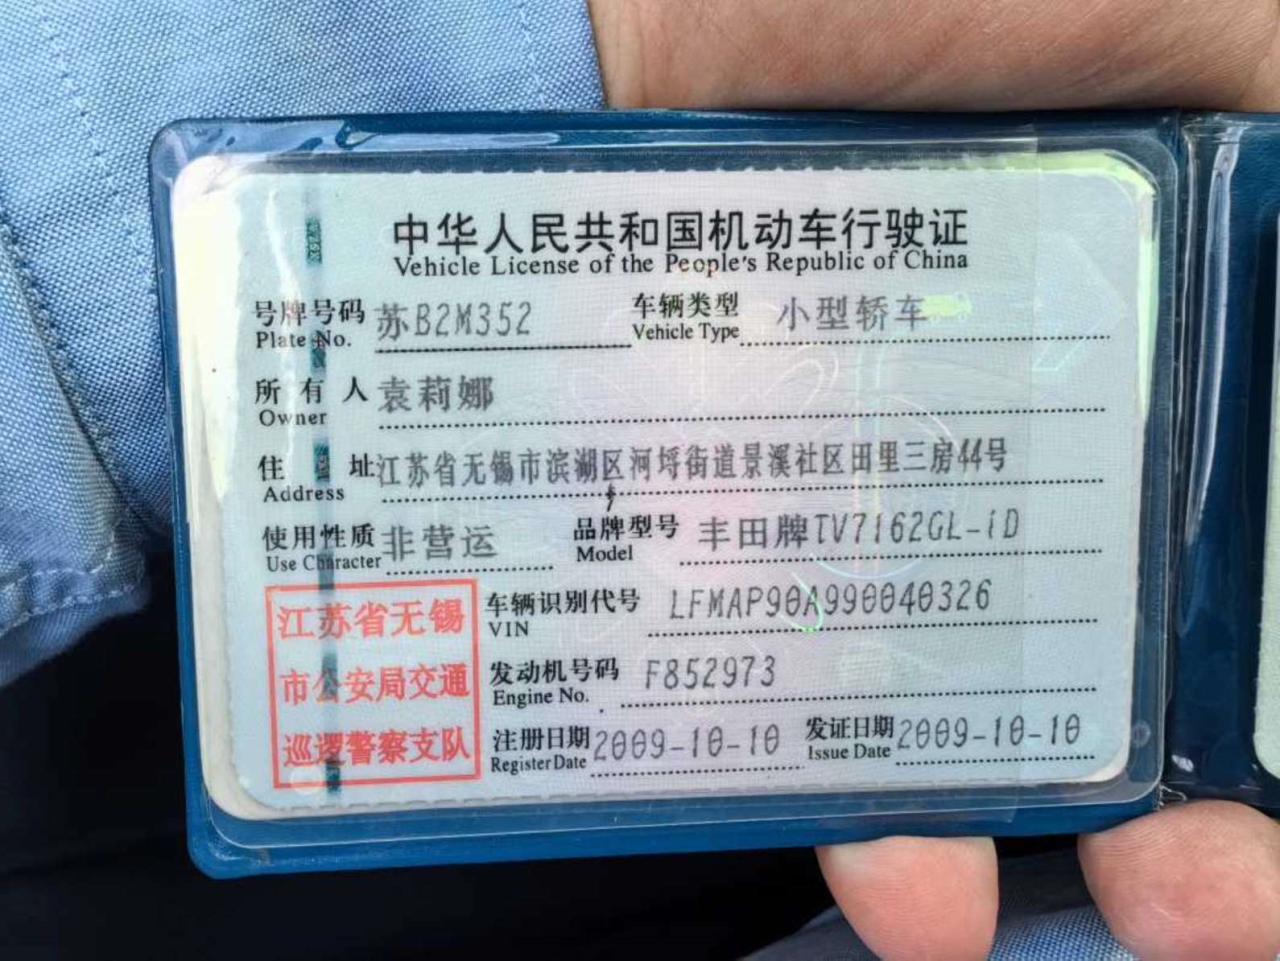 中华人民共和国机动车行驶证
Vehicle License of the People's Republic of China
号牌号码 苏B2M352 车辆类型 小型轿车
Plate No. Vehicle Type
所有人 袁莉娜
Owner
住址 江苏省无锡市滨湖区河埒街道景溪社区田里三房44号
Address
使用性质 非营运 品牌型号 丰田牌TV7162GL-iD
Use Character Model
江苏省无锡
市公安局交通
巡逻警察支队
车辆识别代号 LFMAP90A990040326
VIN
发动机号码 F852973
Engine No.
注册日期 2009-10-10 发证日期 2009-10-10
Register Date Issue Date